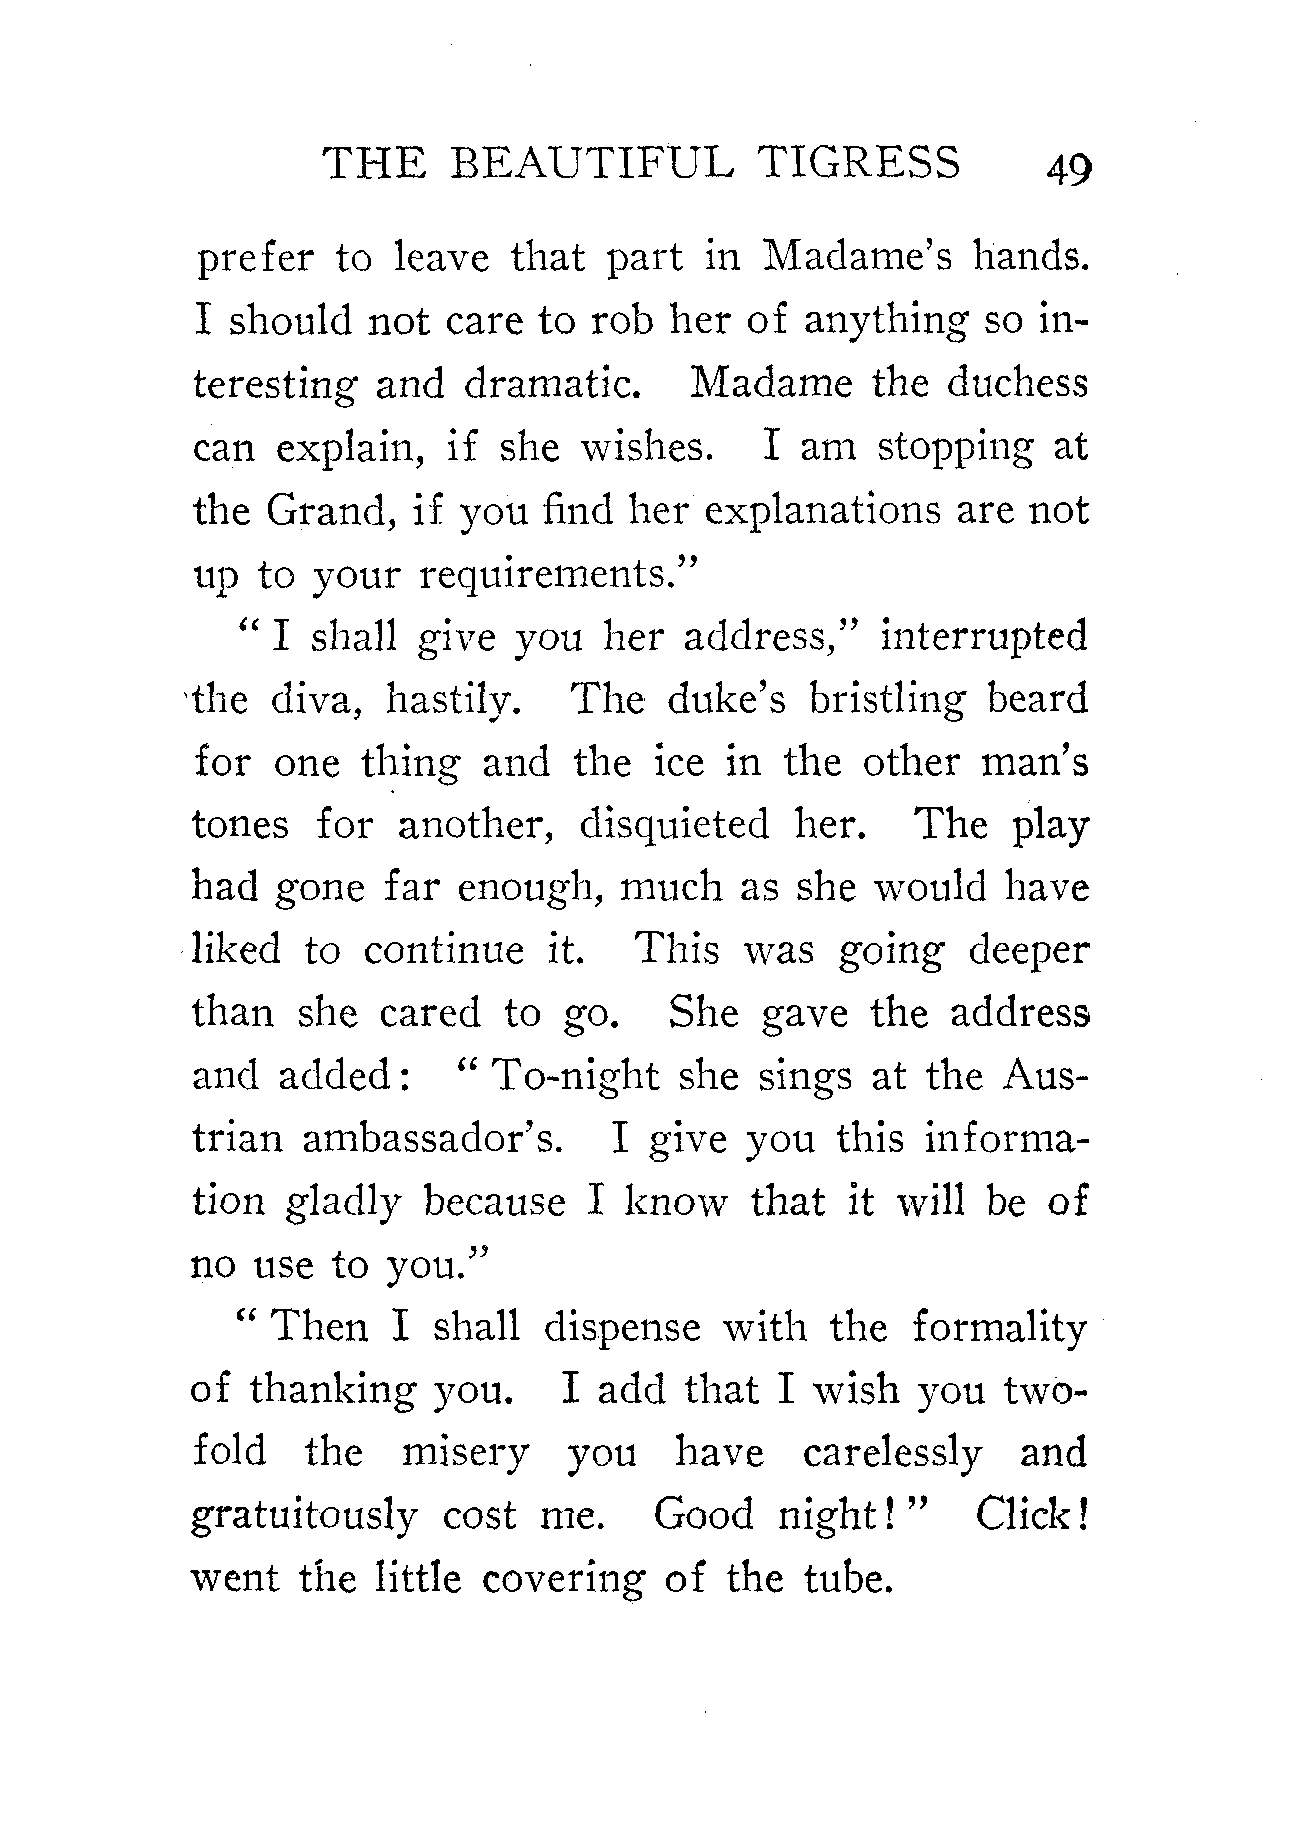 THE BEAUTIFUL TIGRESS 49
prefer to leave that part in Madame's hands.
I should not care to rob her of anything so in-
teresting and dramatic. Madame the duchess
can explain, if she wishes. I am stopping at
the Grand, if you find her explanations are not
up to your requirements."
" I shall give you her address," interrupted
the diva, hastily. The duke's bristling beard
for one thing and the ice in the other man's
tones for another, disquieted her. The play
had gone far enough, much as she would have
liked to continue it. This was going deeper
than she cared to go. She gave the address
and added: " To-night she sings at the Aus-
trian ambassador's. I give you this informa-
tion gladly because I know that it will be of
no use to you."
" Then I shall dispense with the formality
of thanking you. I add that I wish you two-
fold the misery you have carelessly and
gratuitously cost me. Good night! " Click!
went the little covering of the tube.